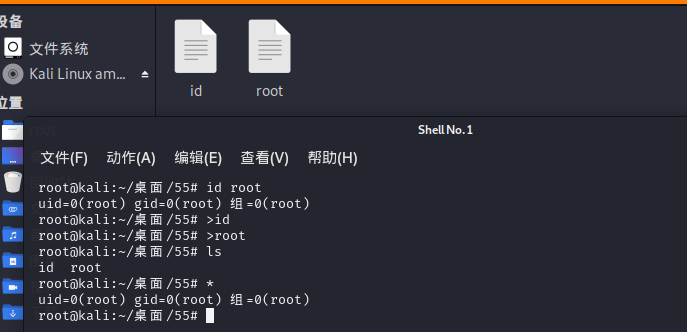 设备
文件系统
Kali Linux am...
位置
id
root
Shell No. 1
文件(F) 动作(A) 编辑(E) 查看(V) 帮助(H)
root@kali:~/桌面/55# id root
uid=0(root) gid=0(root) 组=0(root)
root@kali:~/桌面/55# >id
root@kali:~/桌面/55# >root
root@kali:~/桌面/55# ls
id  root
root@kali:~/桌面/55# *
uid=0(root) gid=0(root) 组=0(root)
root@kali:~/桌面/55#